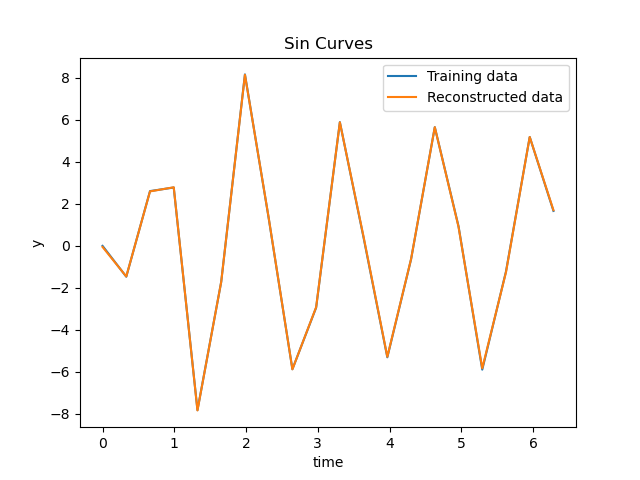 Sin Curves
Training data
Reconstructed data
8
6
4
2
0
−2
−4
−6
−8
y
0 1 2 3 4 5 6
time